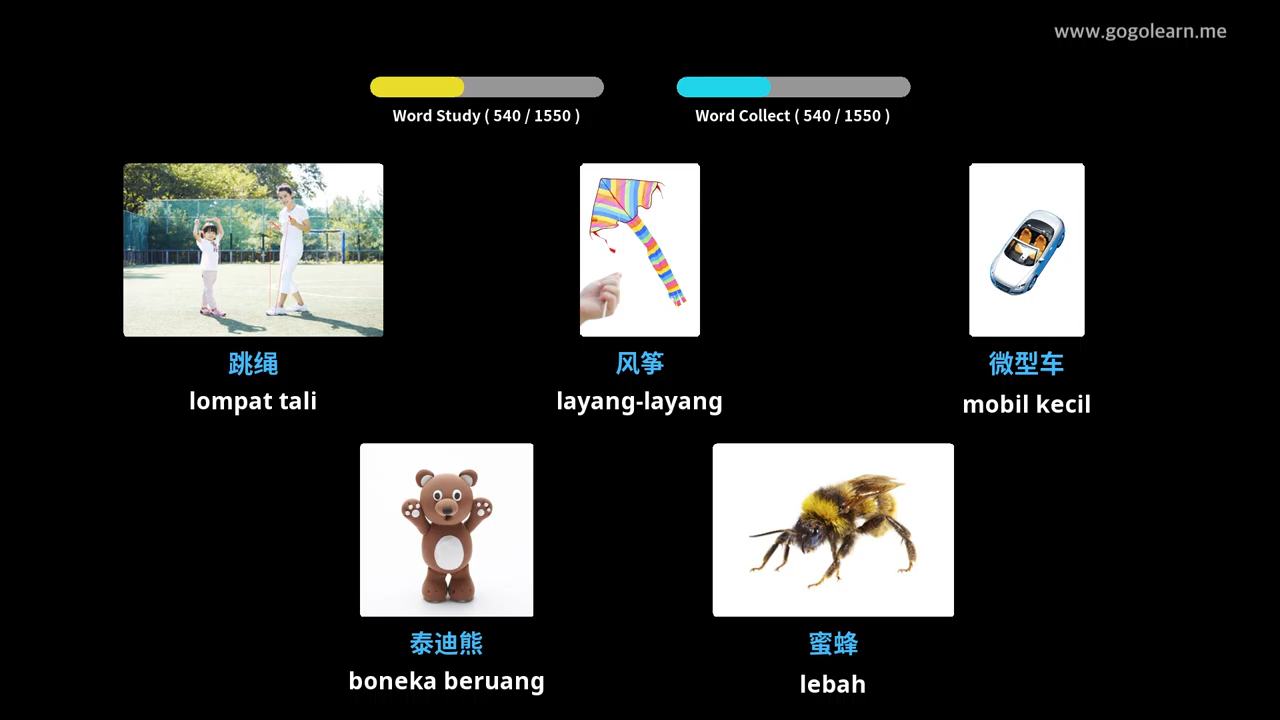 www.gogolearn.me
Word Study ( 540 / 1550 )
Word Collect ( 540 / 1550 )
跳绳
lompat tali
风筝
layang-layang
微型车
mobil kecil
泰迪熊
boneka beruang
蜜蜂
lebah